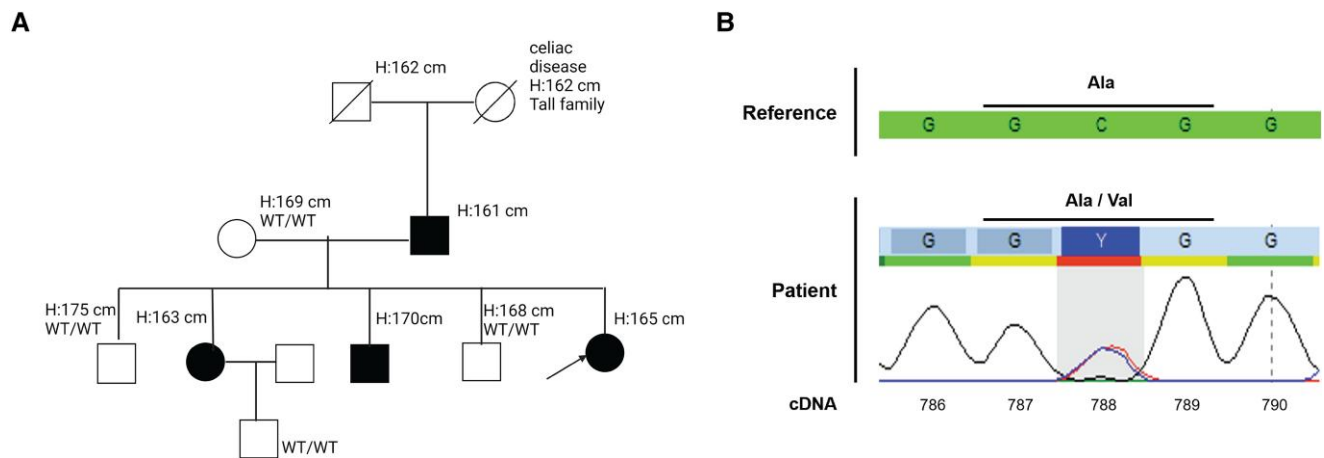 A
H:162 cm
celiac
disease
H:162 cm
Tall family
H:169 cm
WT/WT
H:161 cm
H:175 cm
WT/WT
H:163 cm
H:170cm
H:168 cm
WT/WT
H:165 cm
WT/WT
B
Reference
Ala
G G C G G
Patient
Ala / Val
G G Y G G
cDNA 786 787 788 789 790